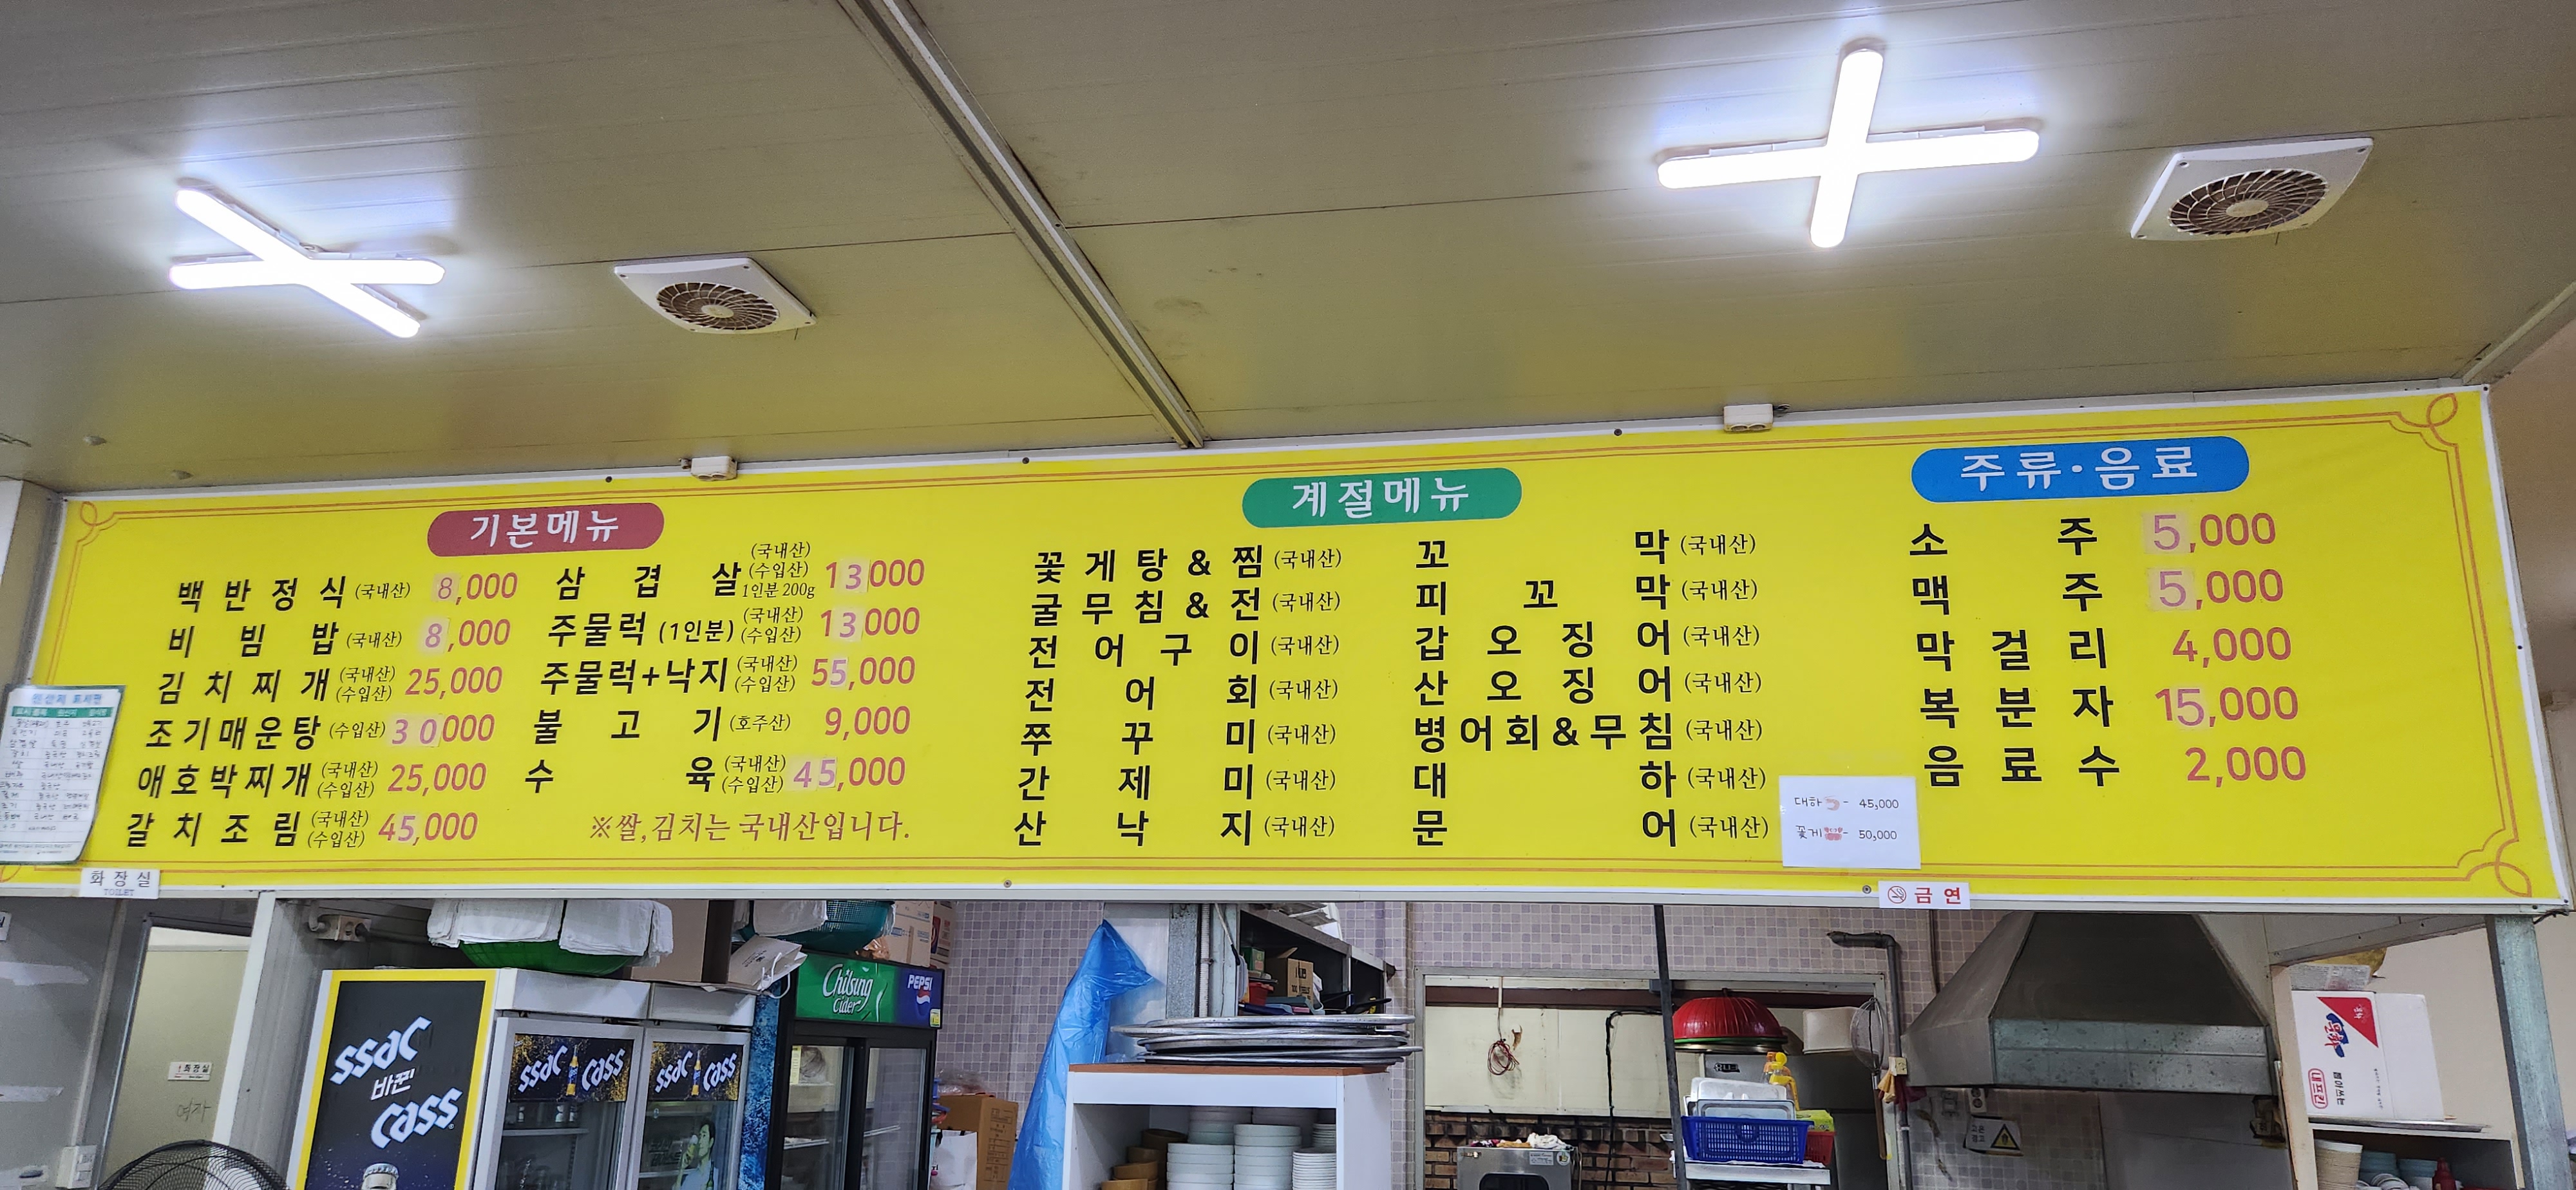 기본메뉴
백반정식 (국내산) 8,000
비빔밥 (국내산) 8,000
김치찌개 (국내산) (수입산) 25,000
조기매운탕 (수입산) 30000
애호박찌개 (국내산) (수입산) 25,000
갈치조림 (국내산) (수입산) 45,000
삼겹살 (국내산) (수입산) 1인분 200g 13000
주물럭 (1인분) (국내산) (수입산) 13000
주물럭+낙지 (국내산) (수입산) 55,000
불고기 (호주산) 9,000
수육 (국내산) (수입산) 45,000
※쌀,김치는 국내산입니다.
계절메뉴
꽃게탕&찜 (국내산)
굴무침&전 (국내산)
전어구이 (국내산)
전어회 (국내산)
쭈꾸미 (국내산)
간제미 (국내산)
산낙지 (국내산)
꼬막 (국내산)
피꼬막 (국내산)
갑오징어 (국내산)
산오징어 (국내산)
병어회&무침 (국내산)
대하 (국내산)
문어 (국내산)
대하 - 45,000
꽃게 - 50,000
주류·음료
소주 5,000
맥주 5,000
막걸리 4,000
복분자 15,000
음료수 2,000
화장실
TOILET
금연
ssac
바꾼!
Cass
ssac Cass
ssac Cass
Chilsung
Cider
PEPSI
화장실
여자